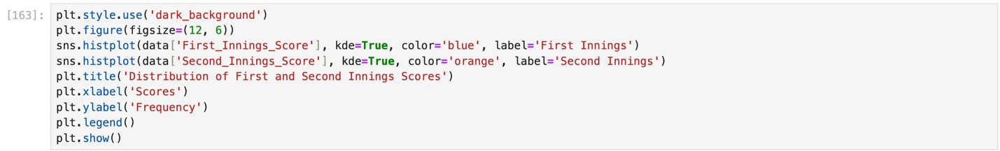 [163]: plt.style.use('dark_background')
plt.figure(figsize=(12, 6))
sns.histplot(data['First_Innings_Score'], kde=True, color='blue', label='First Innings')
sns.histplot(data['Second_Innings_Score'], kde=True, color='orange', label='Second Innings')
plt.title('Distribution of First and Second Innings Scores')
plt.xlabel('Scores')
plt.ylabel('Frequency')
plt.legend()
plt.show()